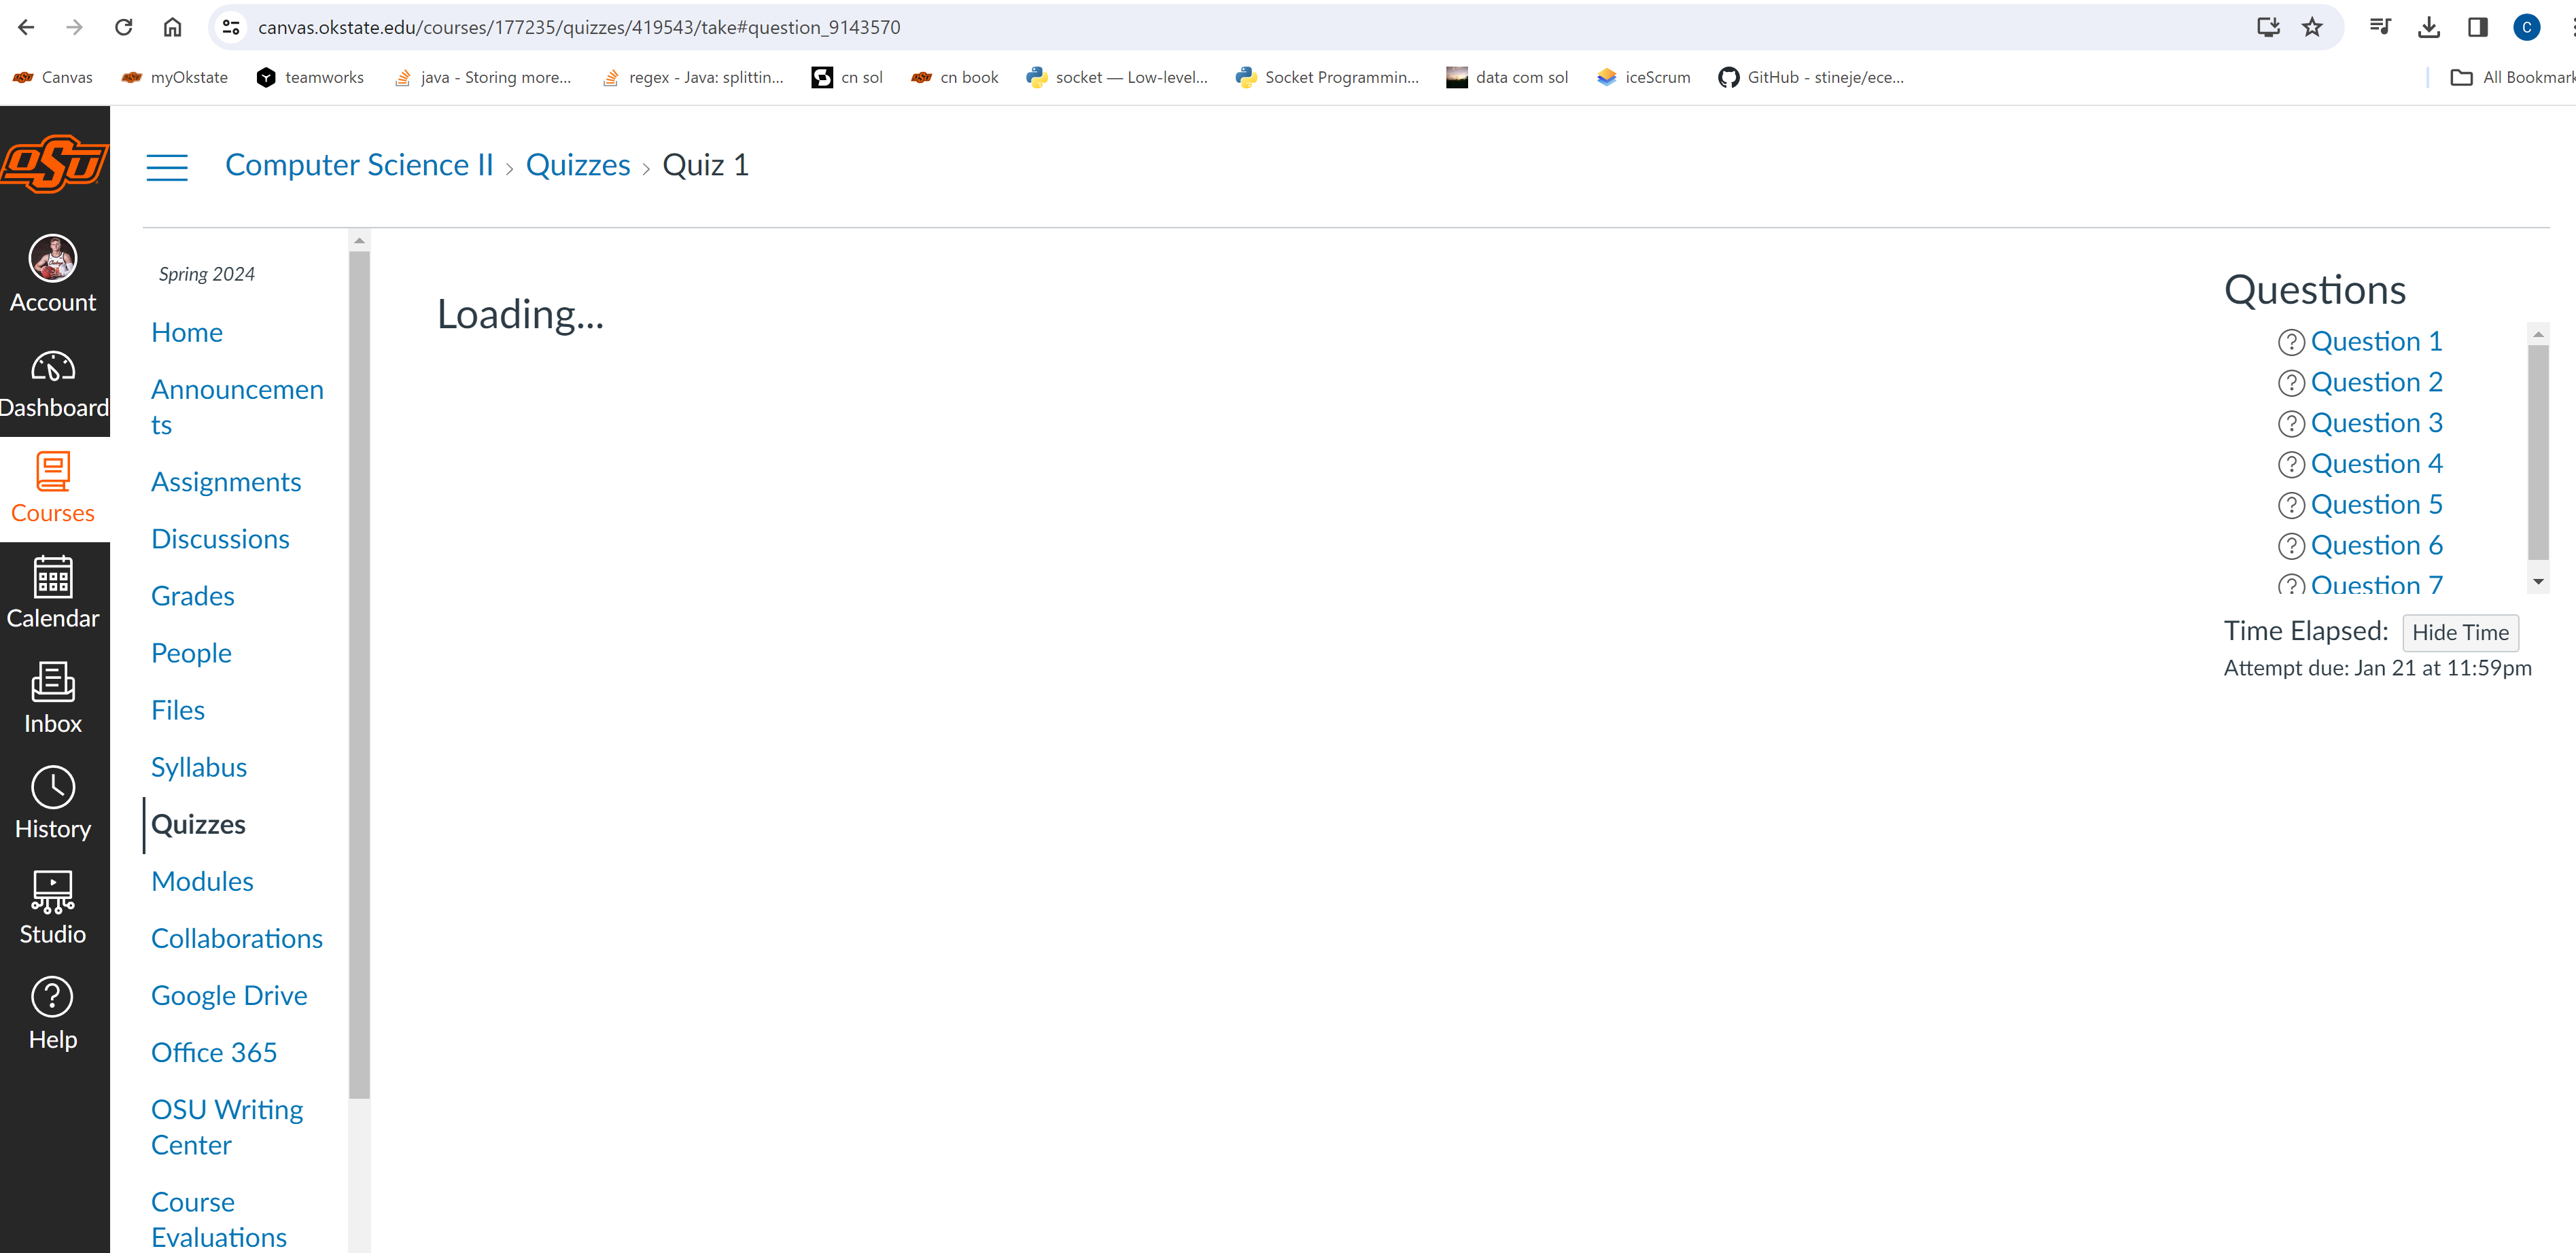 canvas.okstate.edu/courses/177235/quizzes/419543/take#question_9143570
C
Canvas
myOkstate
teamworks
java - Storing more...
regex - Java: splittin...
cn sol
cn book
socket — Low-level...
Socket Programmin...
data com sol
iceScrum
GitHub - stineje/ece...
All Bookmark
OSU
Account
Dashboard
Courses
Calendar
Inbox
History
Studio
Help
Computer Science II › Quizzes › Quiz 1
Spring 2024
Home
Announcemen
ts
Assignments
Discussions
Grades
People
Files
Syllabus
Quizzes
Modules
Collaborations
Google Drive
Office 365
OSU Writing
Center
Course
Evaluations
Loading...
Questions
Question 1
Question 2
Question 3
Question 4
Question 5
Question 6
Question 7
Time Elapsed: Hide Time
Attempt due: Jan 21 at 11:59pm